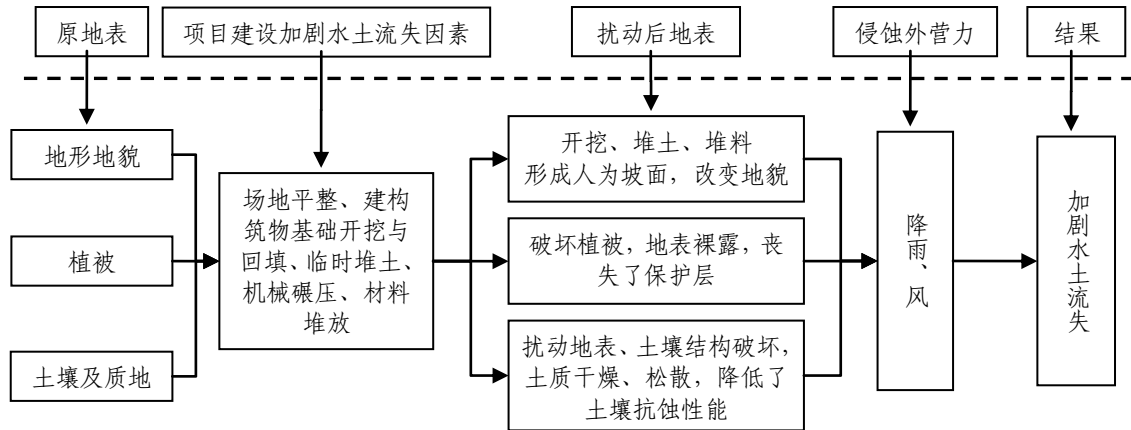 原地表
项目建设加剧水土流失因素
扰动后地表
侵蚀外营力
结果
地形地貌
植被
土壤及质地
场地平整、建构
筑物基础开挖与
回填、临时堆土、
机械碾压、材料
堆放
开挖、堆土、堆料
形成人为坡面，改变地貌
破坏植被，地表裸露，丧
失了保护层
扰动地表、土壤结构破坏，
土质干燥、松散，降低了
土壤抗蚀性能
降雨、风
加剧水土流失